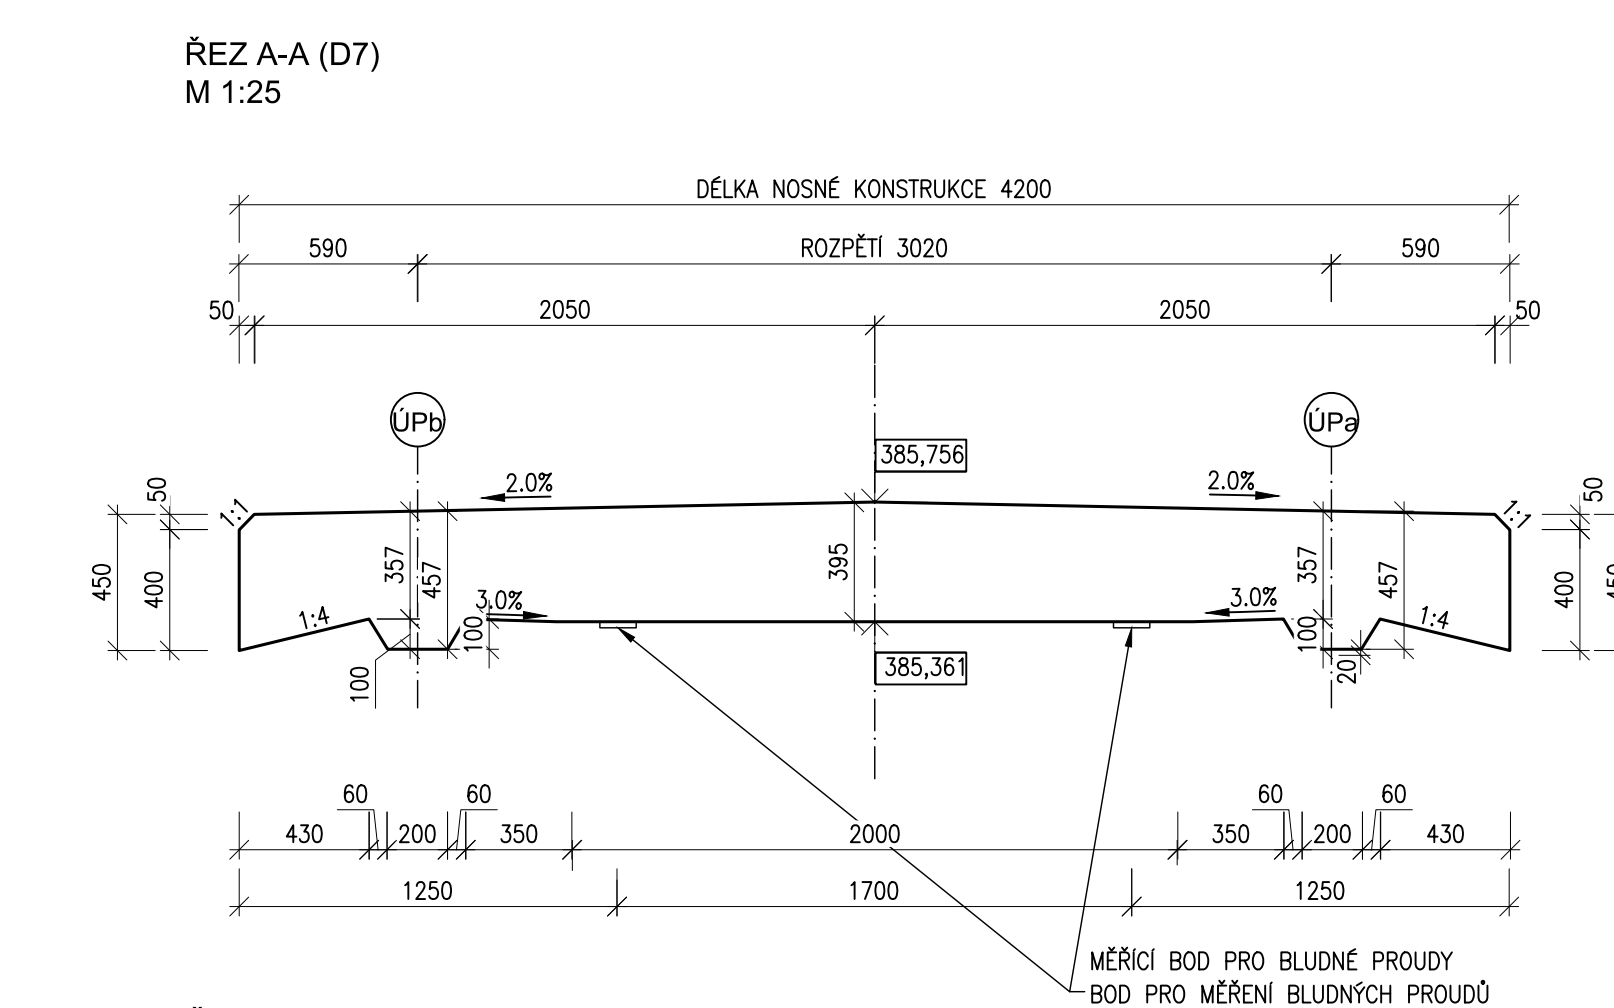 ŘEZ A-A (D7)
M 1:25
DÉLKA NOSNÉ KONSTRUKCE 4200
590 ROZPĚTÍ 3020 590
50 2050 2050 50
ÚPb ÚPa
385,756
2.0% 2.0%
1:1 1:1
50 50
450 400 357 457 395 357 457 400
3.0% 3.0%
1:4 1:4
100 100
100 20
385,361
60 60 60 60
430 200 350 2000 350 200 430
1250 1700 1250
MĚŘÍCÍ BOD PRO BLUDNÉ PROUDY
BOD PRO MĚŘENÍ BLUDNÝCH PROUDŮ